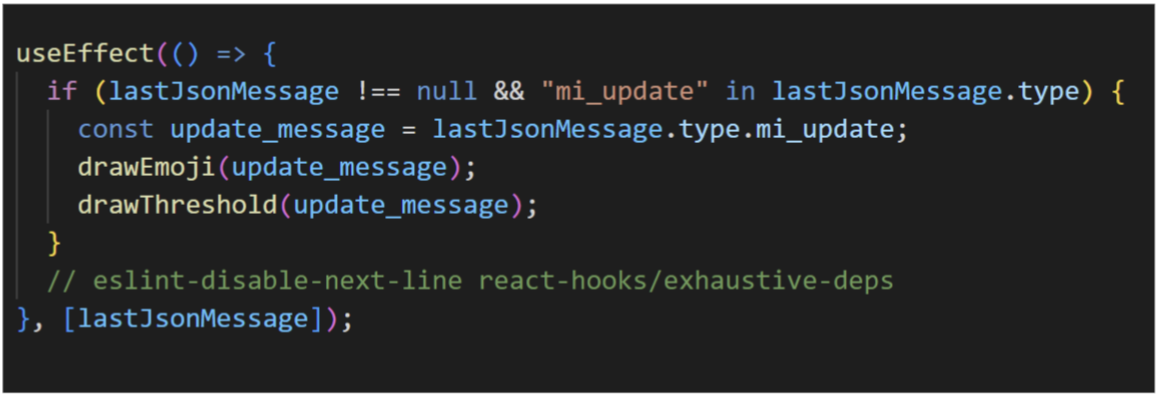 useEffect(() => {
if (lastJsonMessage !== null && "mi_update" in lastJsonMessage.type) {
const update_message = lastJsonMessage.type.mi_update;
drawEmoji(update_message);
drawThreshold(update_message);
}
// eslint-disable-next-line react-hooks/exhaustive-deps
}, [lastJsonMessage]);